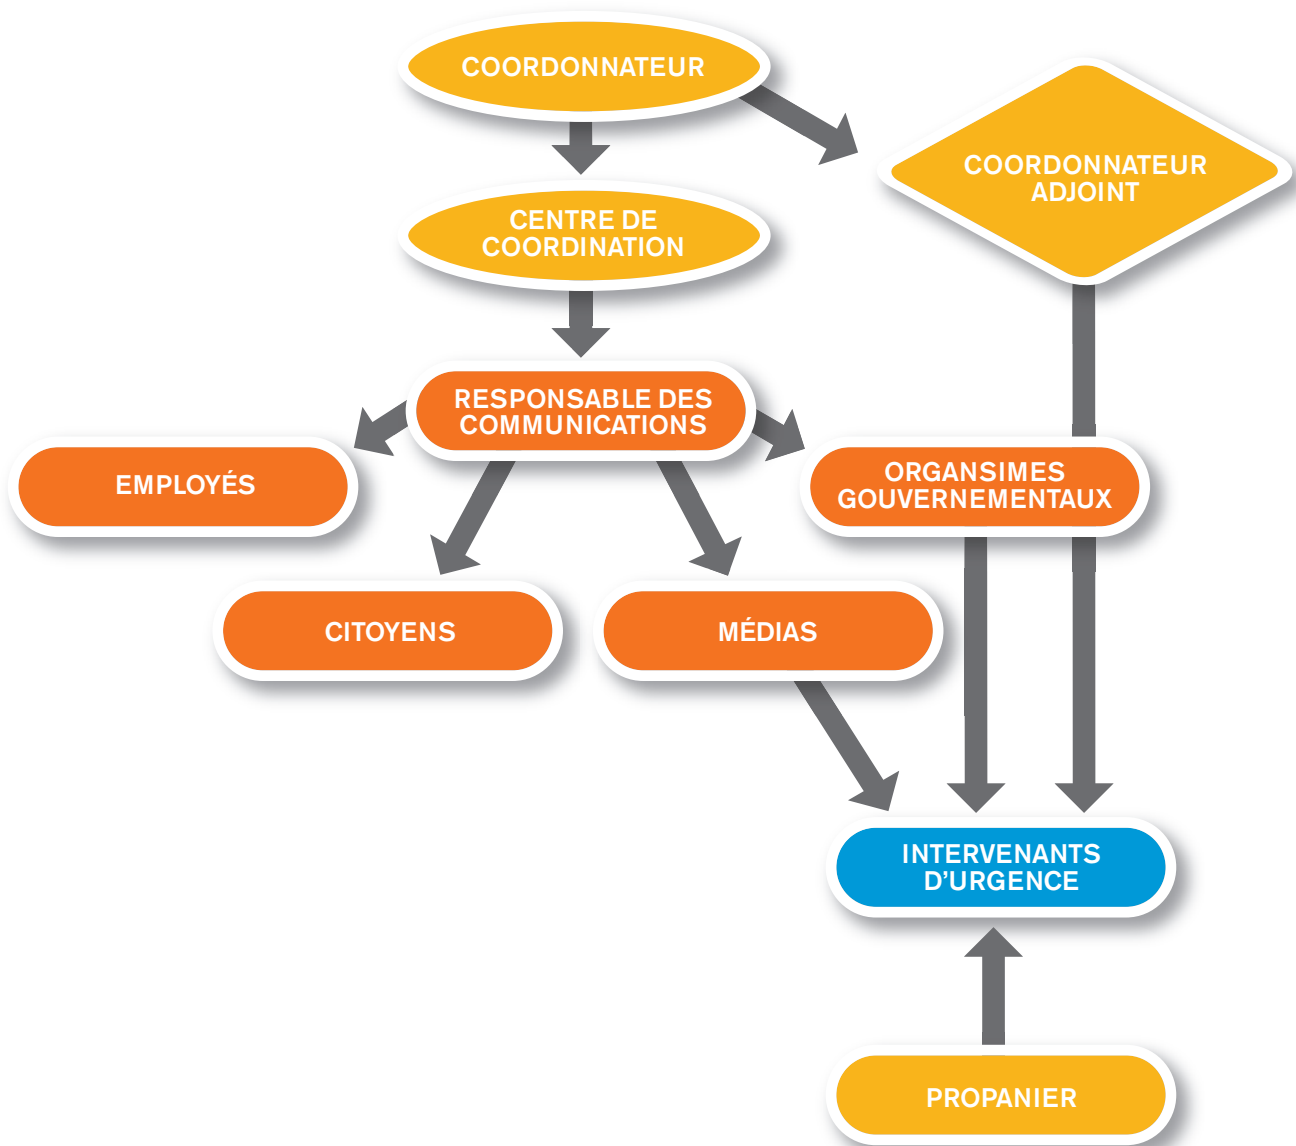 COORDONNATEUR
COORDONNATEUR
ADJOINT
CENTRE DE
COORDINATION
RESPONSABLE DES
COMMUNICATIONS
EMPLOYÉS
ORGANSIMES
GOUVERNEMENTAUX
CITOYENS
MÉDIAS
INTERVENANTS
D’URGENCE
PROPANIER